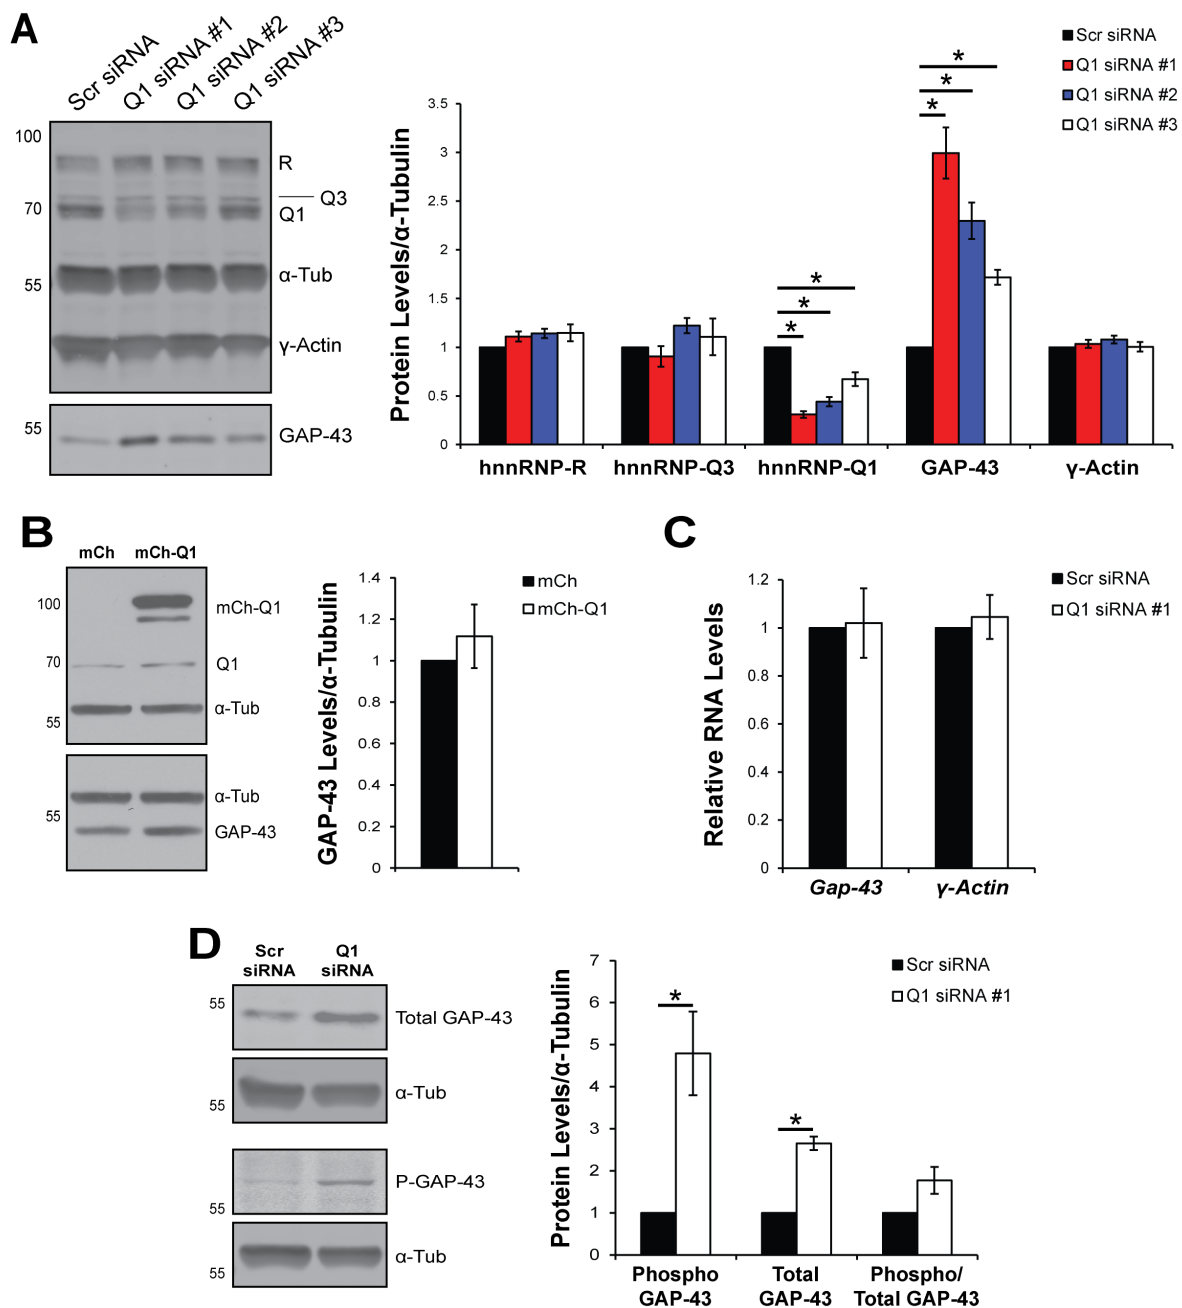 A
Scr siRNA
Q1 siRNA #1
Q1 siRNA #2
Q1 siRNA #3
100
70
55
55
R
Q3
Q1
α-Tub
γ-Actin
GAP-43
Protein Levels/α-Tubulin
3.5
3
2.5
2
1.5
1
0.5
0
* * *
* * *
hnnRNP-R
hnnRNP-Q3
hnnRNP-Q1
GAP-43
γ-Actin
Scr siRNA
Q1 siRNA #1
Q1 siRNA #2
Q1 siRNA #3
B
mCh
mCh-Q1
100
70
55
55
mCh-Q1
Q1
α-Tub
α-Tub
GAP-43
GAP-43 Levels/α-Tubulin
1.4
1.2
1
0.8
0.6
0.4
0.2
0
mCh
mCh-Q1
C
Relative RNA Levels
1.2
1
0.8
0.6
0.4
0.2
0
Gap-43
γ-Actin
Scr siRNA
Q1 siRNA #1
D
Scr
siRNA
Q1
siRNA
55
55
55
55
Total GAP-43
α-Tub
P-GAP-43
α-Tub
Protein Levels/α-Tubulin
7
6
5
4
3
2
1
0
*
*
Phospho
GAP-43
Total
GAP-43
Phospho/
Total GAP-43
Scr siRNA
Q1 siRNA #1